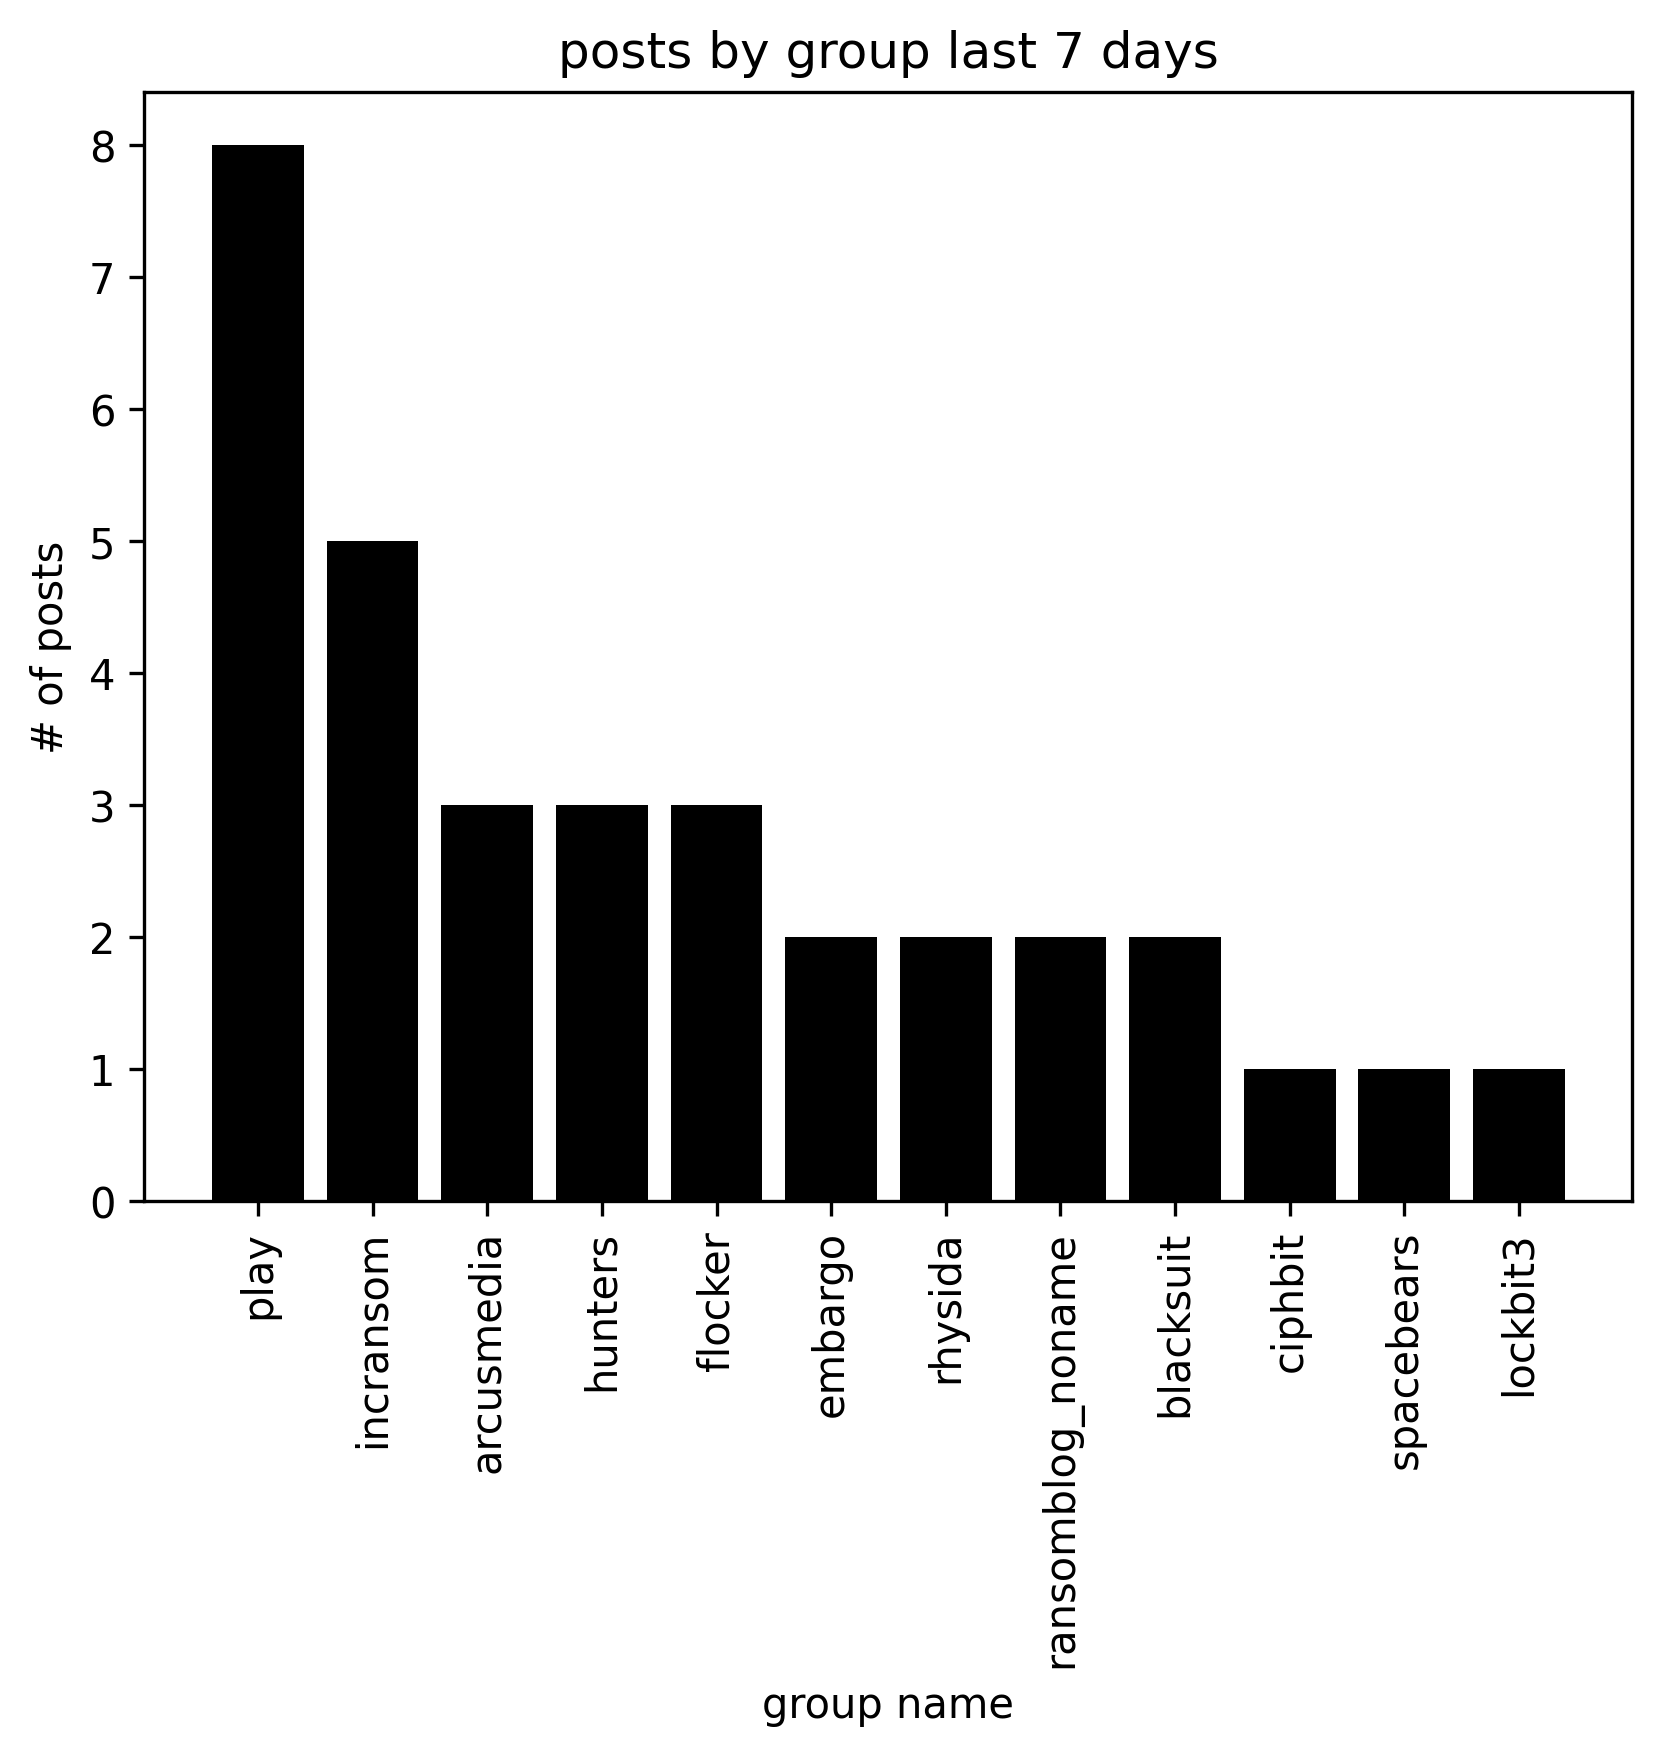 posts by group last 7 days
# of posts
8
7
6
5
4
3
2
1
0
play
incransom
arcusmedia
hunters
flocker
embargo
rhysida
ransomblog_noname
blacksuit
ciphbit
spacebears
lockbit3
group name